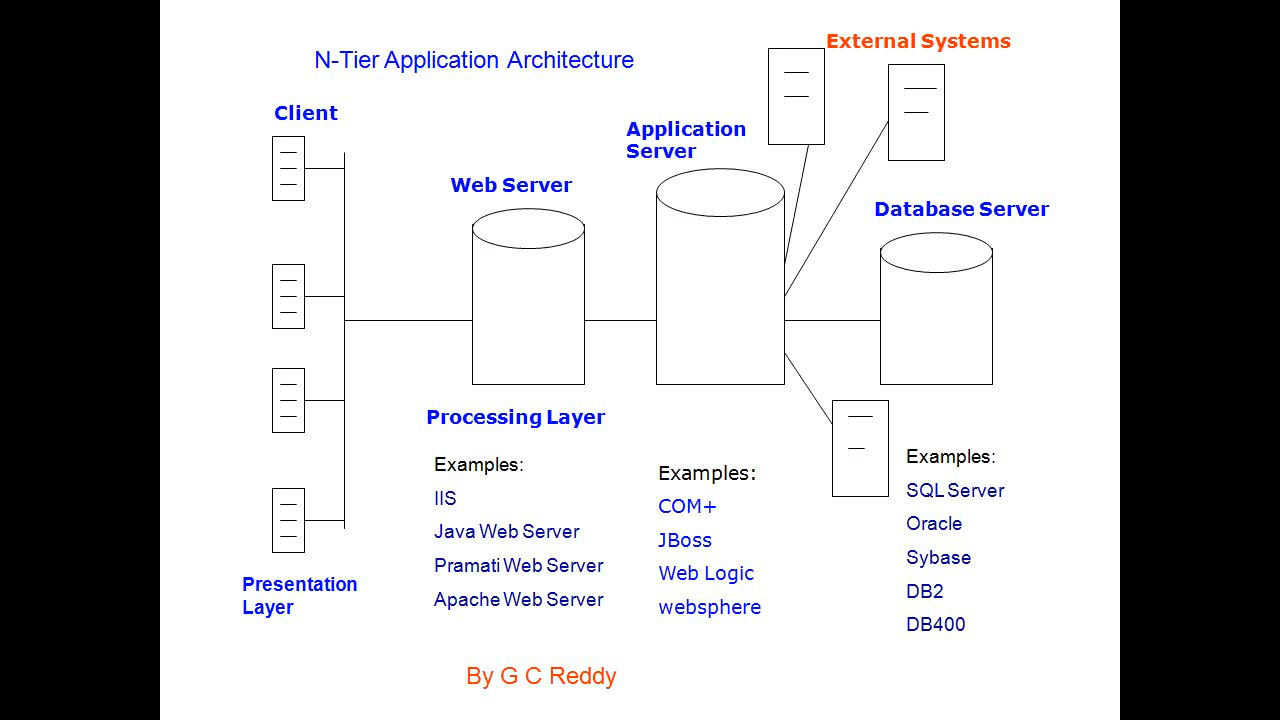 N-Tier Application Architecture
External Systems
Client
Application
Server
Web Server
Database Server
Processing Layer
Examples:
IIS
Java Web Server
Pramati Web Server
Apache Web Server
Examples:
COM+
JBoss
Web Logic
websphere
Examples:
SQL Server
Oracle
Sybase
DB2
DB400
Presentation
Layer
By G C Reddy